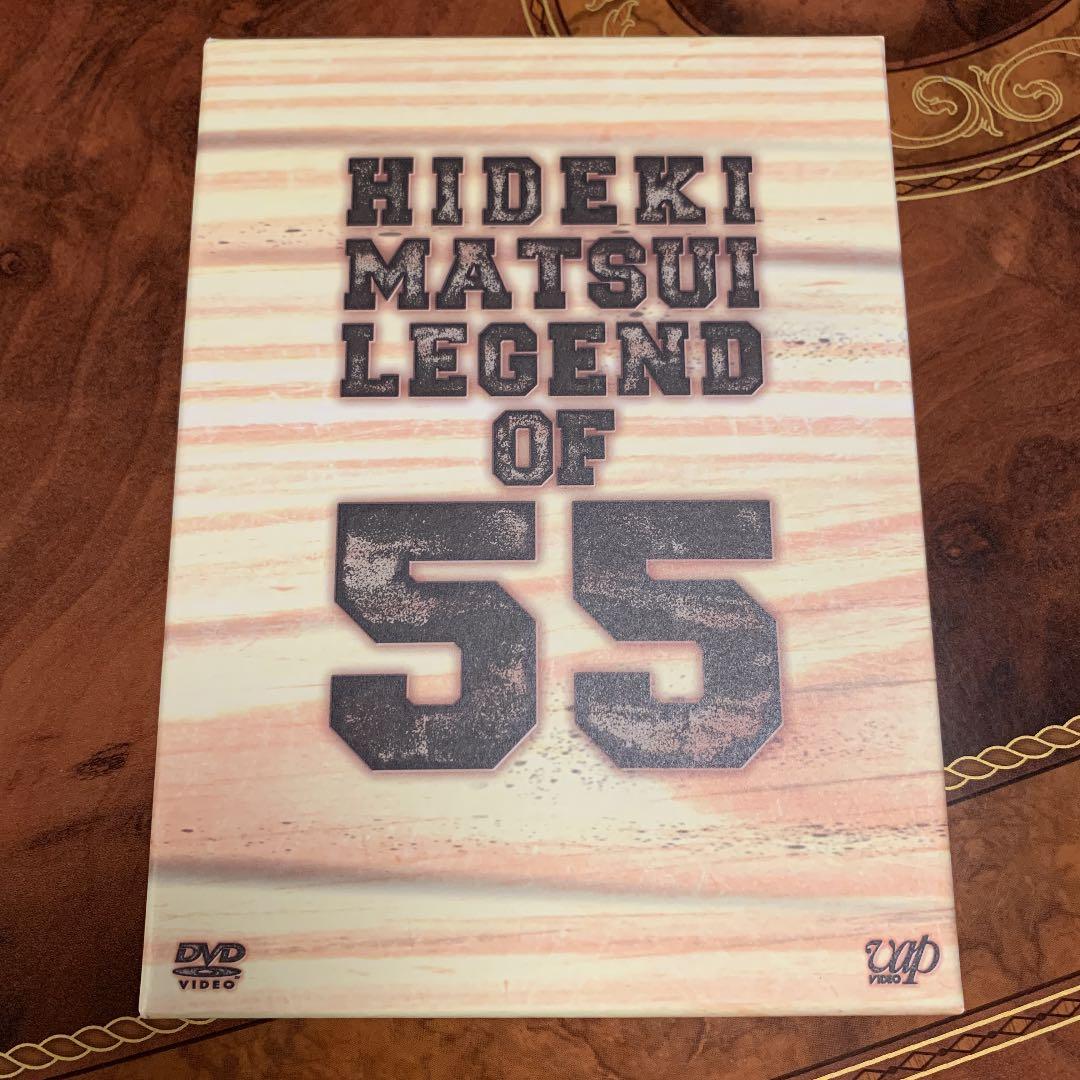 HIDEKI
MATSUI
LEGEND
OF
55
DVD
VIDEO
vap
VIDEO